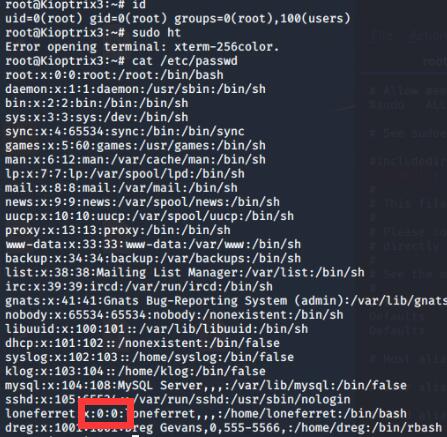 root@Kioptrix3:~# id
uid=0(root) gid=0(root) groups=0(root),100(users)
root@Kioptrix3:~# sudo ht
Error opening terminal: xterm-256color.
root@Kioptrix3:~# cat /etc/passwd
root:x:0:0:root:/root:/bin/bash
daemon:x:1:1:daemon:/usr/sbin:/bin/sh
bin:x:2:2:bin:/bin:/bin/sh
sys:x:3:3:sys:/dev:/bin/sh
sync:x:4:65534:sync:/bin:/bin/sync
games:x:5:60:games:/usr/games:/bin/sh
man:x:6:12:man:/var/cache/man:/bin/sh
lp:x:7:7:lp:/var/spool/lpd:/bin/sh
mail:x:8:8:mail:/var/mail:/bin/sh
news:x:9:9:news:/var/spool/news:/bin/sh
uucp:x:10:10:uucp:/var/spool/uucp:/bin/sh
proxy:x:13:13:proxy:/bin:/bin/sh
www-data:x:33:33:www-data:/var/www:/bin/sh
backup:x:34:34:backup:/var/backups:/bin/sh
list:x:38:38:Mailing List Manager:/var/list:/bin/sh
irc:x:39:39:ircd:/var/run/ircd:/bin/sh
gnats:x:41:41:Gnats Bug-Reporting System (admin):/var/lib/gnats
nobody:x:65534:65534:nobody:/nonexistent:/bin/sh
libuuid:x:100:101::/var/lib/libuuid:/bin/sh
dhcp:x:101:102::/nonexistent:/bin/false
syslog:x:102:103::/home/syslog:/bin/false
klog:x:103:104::/home/klog:/bin/false
mysql:x:104:108:MySQL Server,,,:/var/lib/mysql:/bin/false
sshd:x:105: /var/run/sshd:/usr/sbin/nologin
loneferret x:0:0: loneferret,,,:/home/loneferret:/bin/bash
dreg:x:1001:1001:Dreg Gevans,0,555-5566,:/home/dreg:/bin/rbash